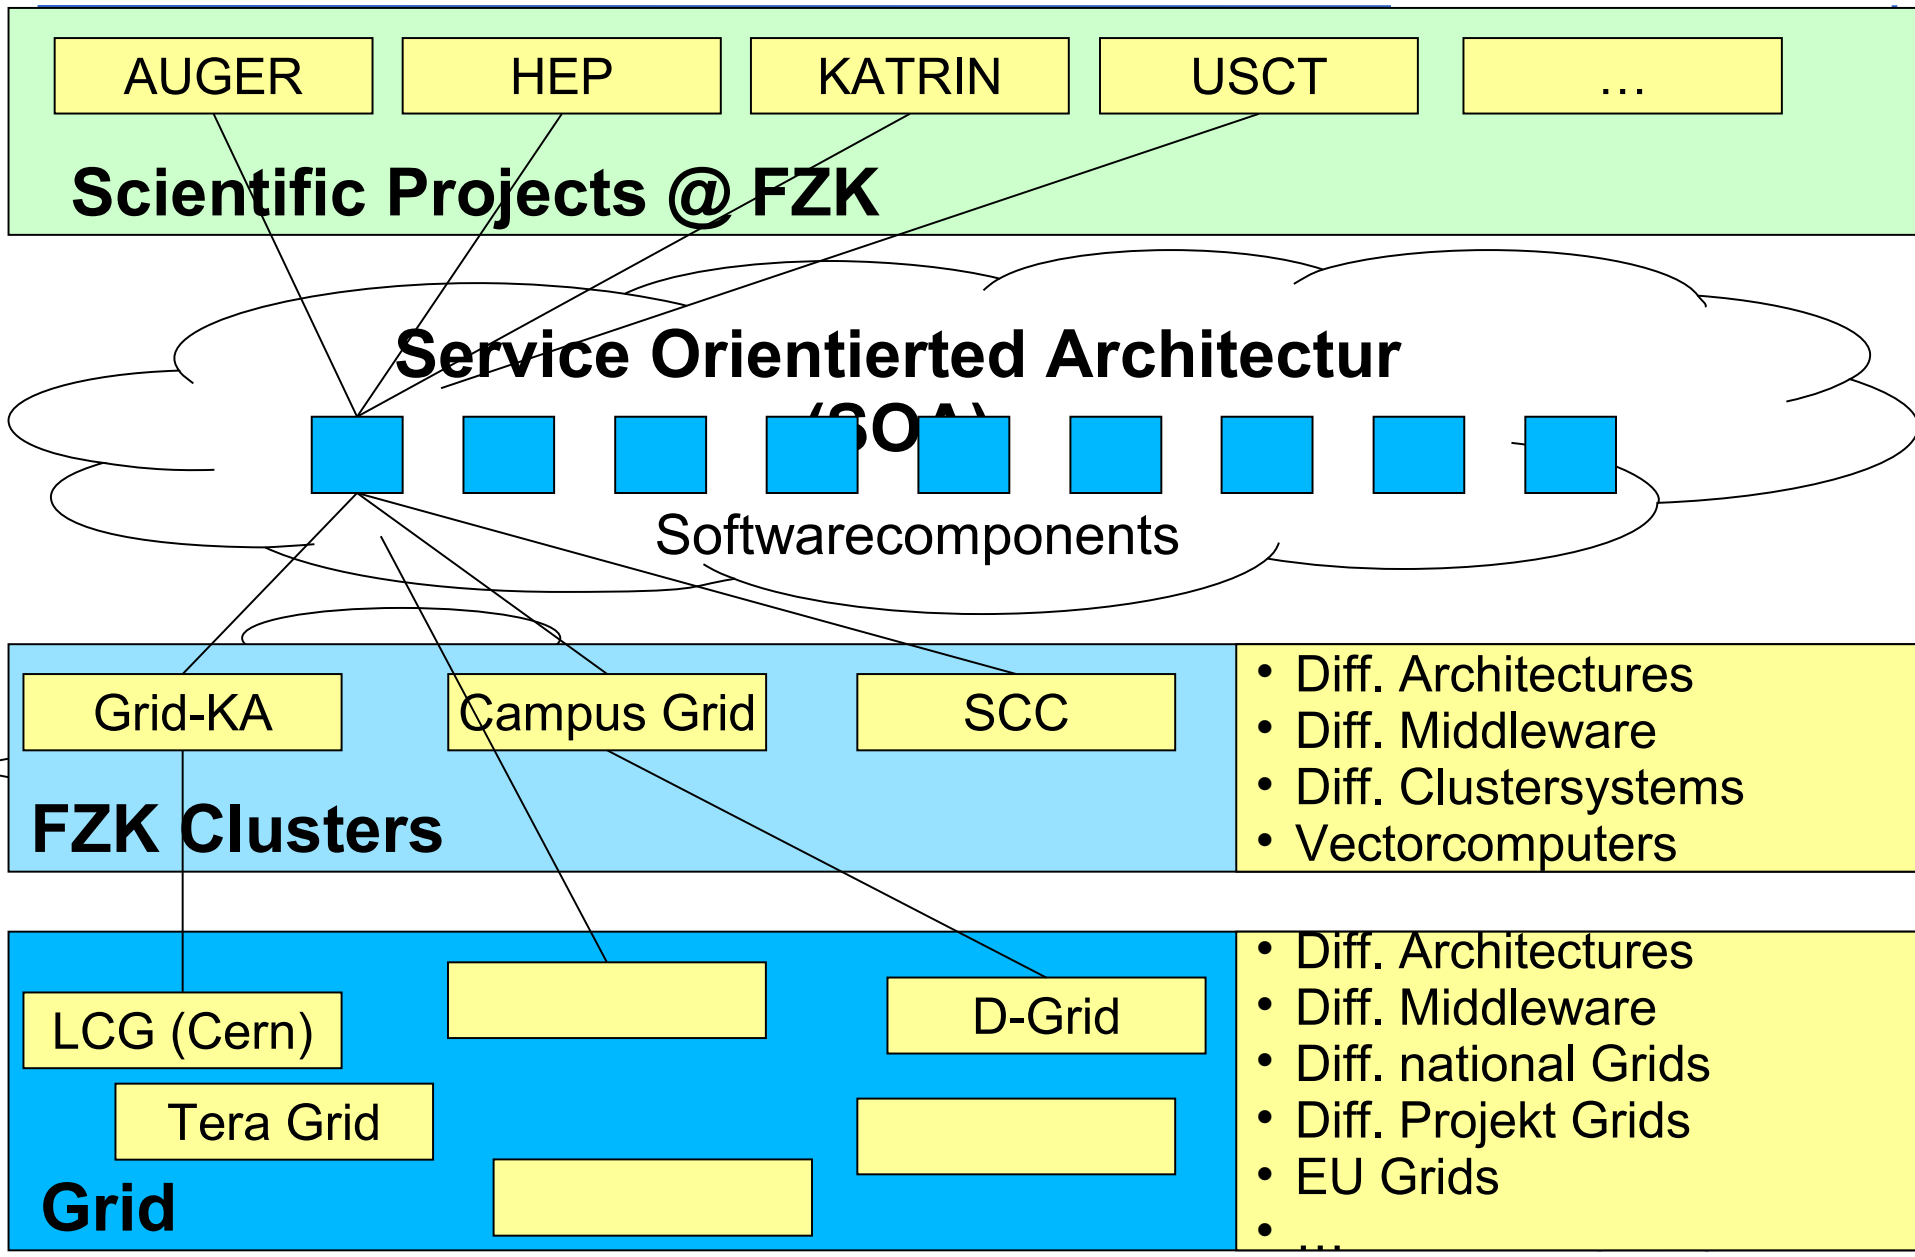 AUGER
HEP
KATRIN
USCT
…
Scientific Projects @ FZK
Service Orientierted Architectur
(SOA)
Softwarecomponents
Grid-KA
Campus Grid
SCC
FZK Clusters
• Diff. Architectures
• Diff. Middleware
• Diff. Clustersystems
• Vectorcomputers
LCG (Cern)
D-Grid
Tera Grid
Grid
• Diff. Architectures
• Diff. Middleware
• Diff. national Grids
• Diff. Projekt Grids
• EU Grids
• …